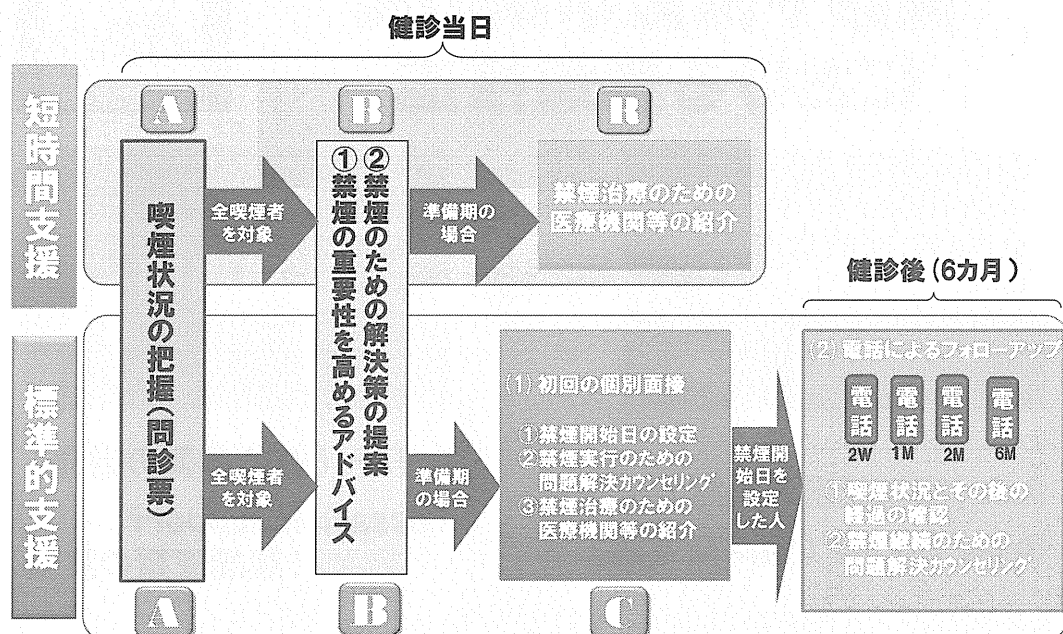 健診当日
短時間支援
A
B
R
喫煙状況の把握(問診票)
全喫煙者
を対象
①禁煙の重要性を高めるアドバイス
②禁煙のための解決策の提案
準備期の
場合
禁煙治療のための
医療機関等の紹介
健診後(6カ月)
標準的支援
全喫煙者
を対象
準備期
の場合
(1)初回の個別面接
①禁煙開始日の設定
②禁煙実行のための
問題解決カウンセリング
③禁煙治療のための
医療機関等の紹介
禁煙開
始日を
設定
した人
(2)電話によるフォローアップ
電話
電話
電話
電話
2W
1M
2M
6M
①喫煙状況とその後の
経過の確認
②禁煙継続のための
問題解決カウンセリング
A
B
C